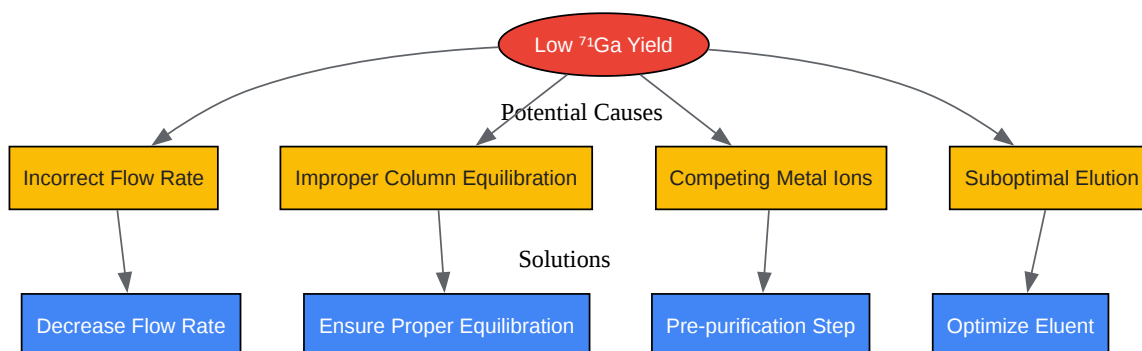 Low ⁷¹Ga Yield
Potential Causes
Incorrect Flow Rate
Improper Column Equilibration
Competing Metal Ions
Suboptimal Elution
Solutions
Decrease Flow Rate
Ensure Proper Equilibration
Pre-purification Step
Optimize Eluent